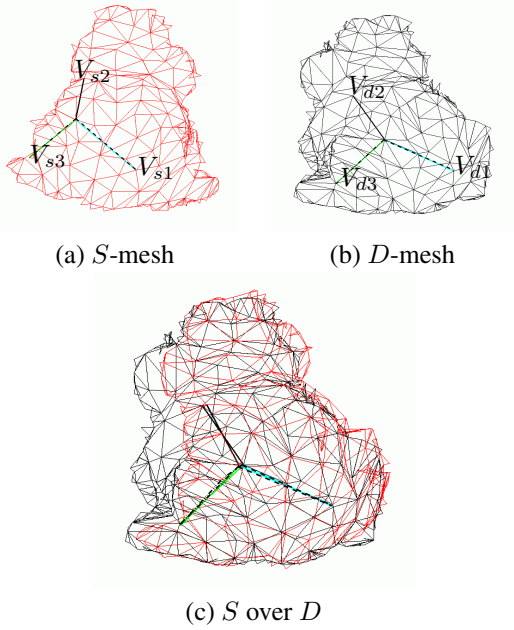 V_{s2}
V_{s3}
V_{s1}
V_{d2}
V_{d3}
V_{d1}
(a) S-mesh
(b) D-mesh
(c) S over D